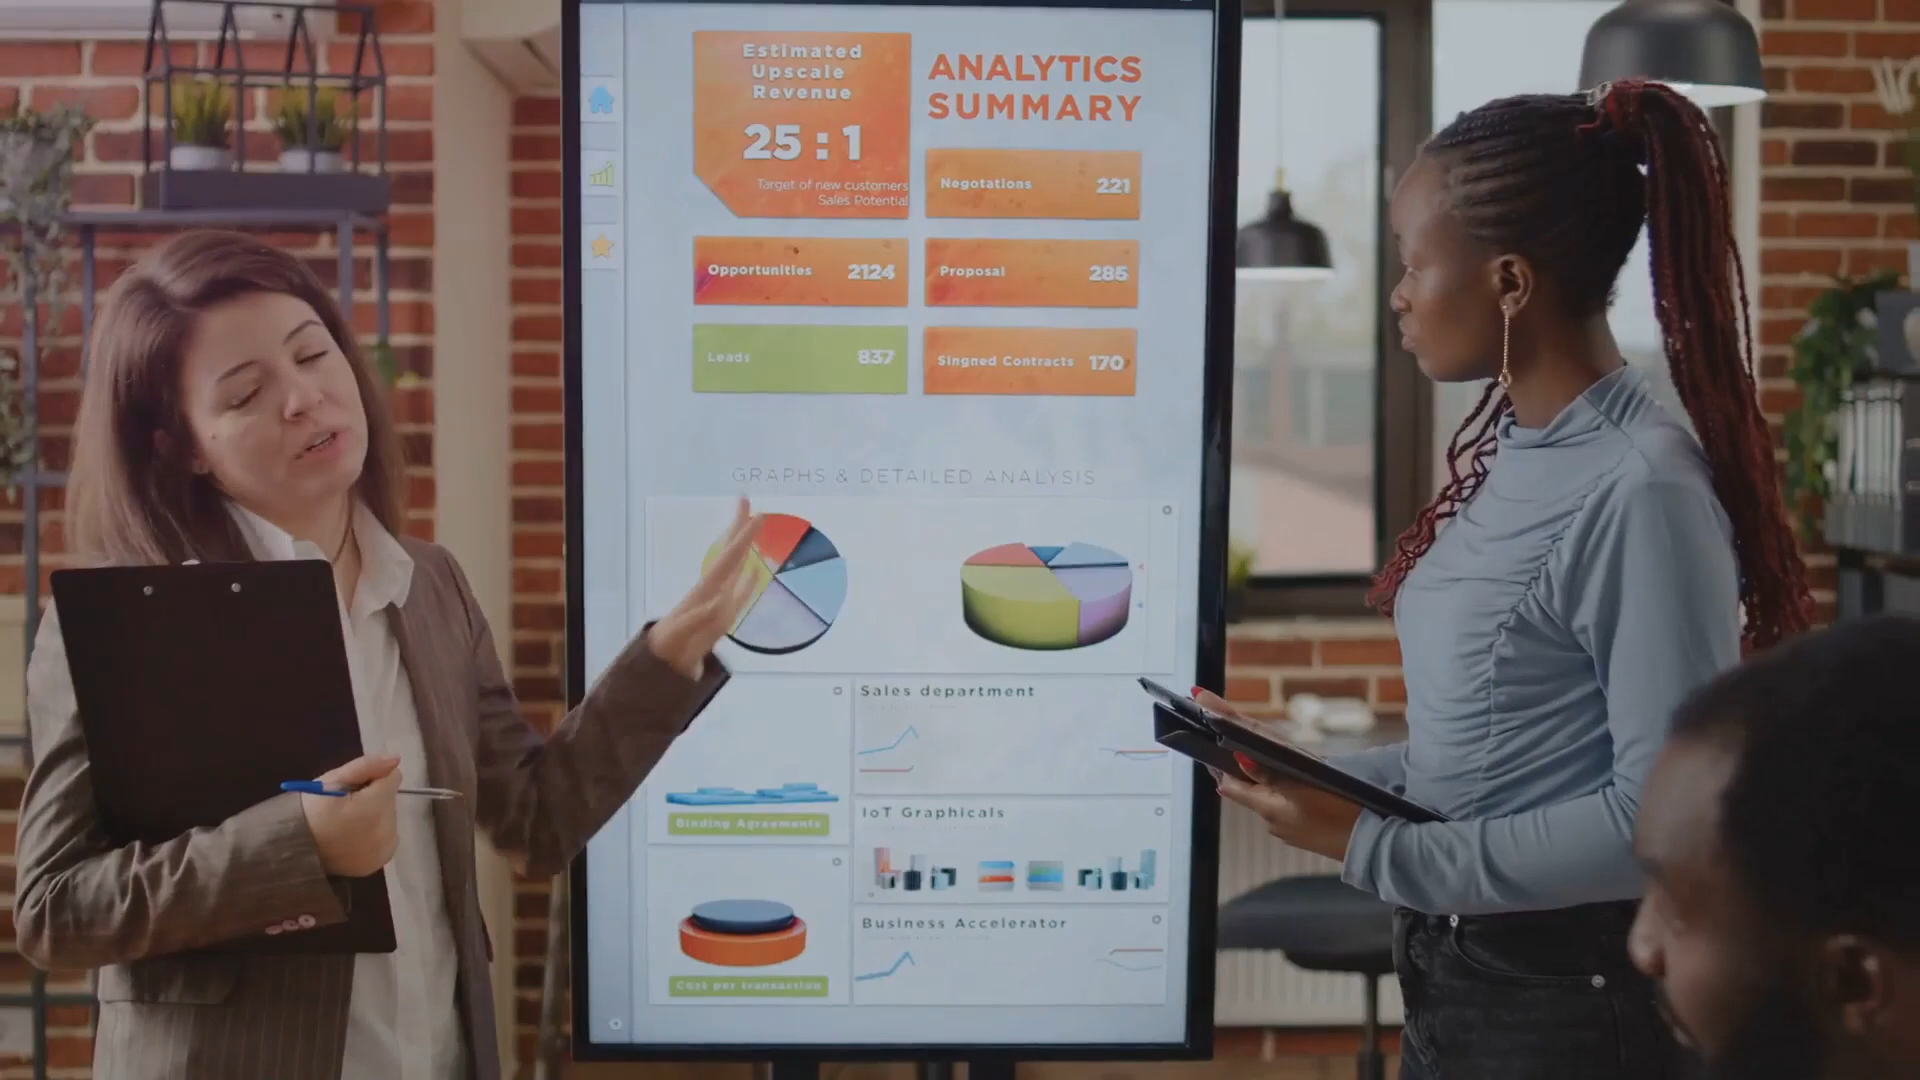 Estimated
Upscale
Revenue
25 : 1
Target of new customers
Sales Potential
ANALYTICS
SUMMARY
Negotations 221
Opportunities 2124
Proposal 285
Leads 837
Singned Contracts 170
GRAPHS & DETAILED ANALYSIS
Sales department
Binding Agreements
IoT Graphicals
Business Accelerator
Cost per transaction